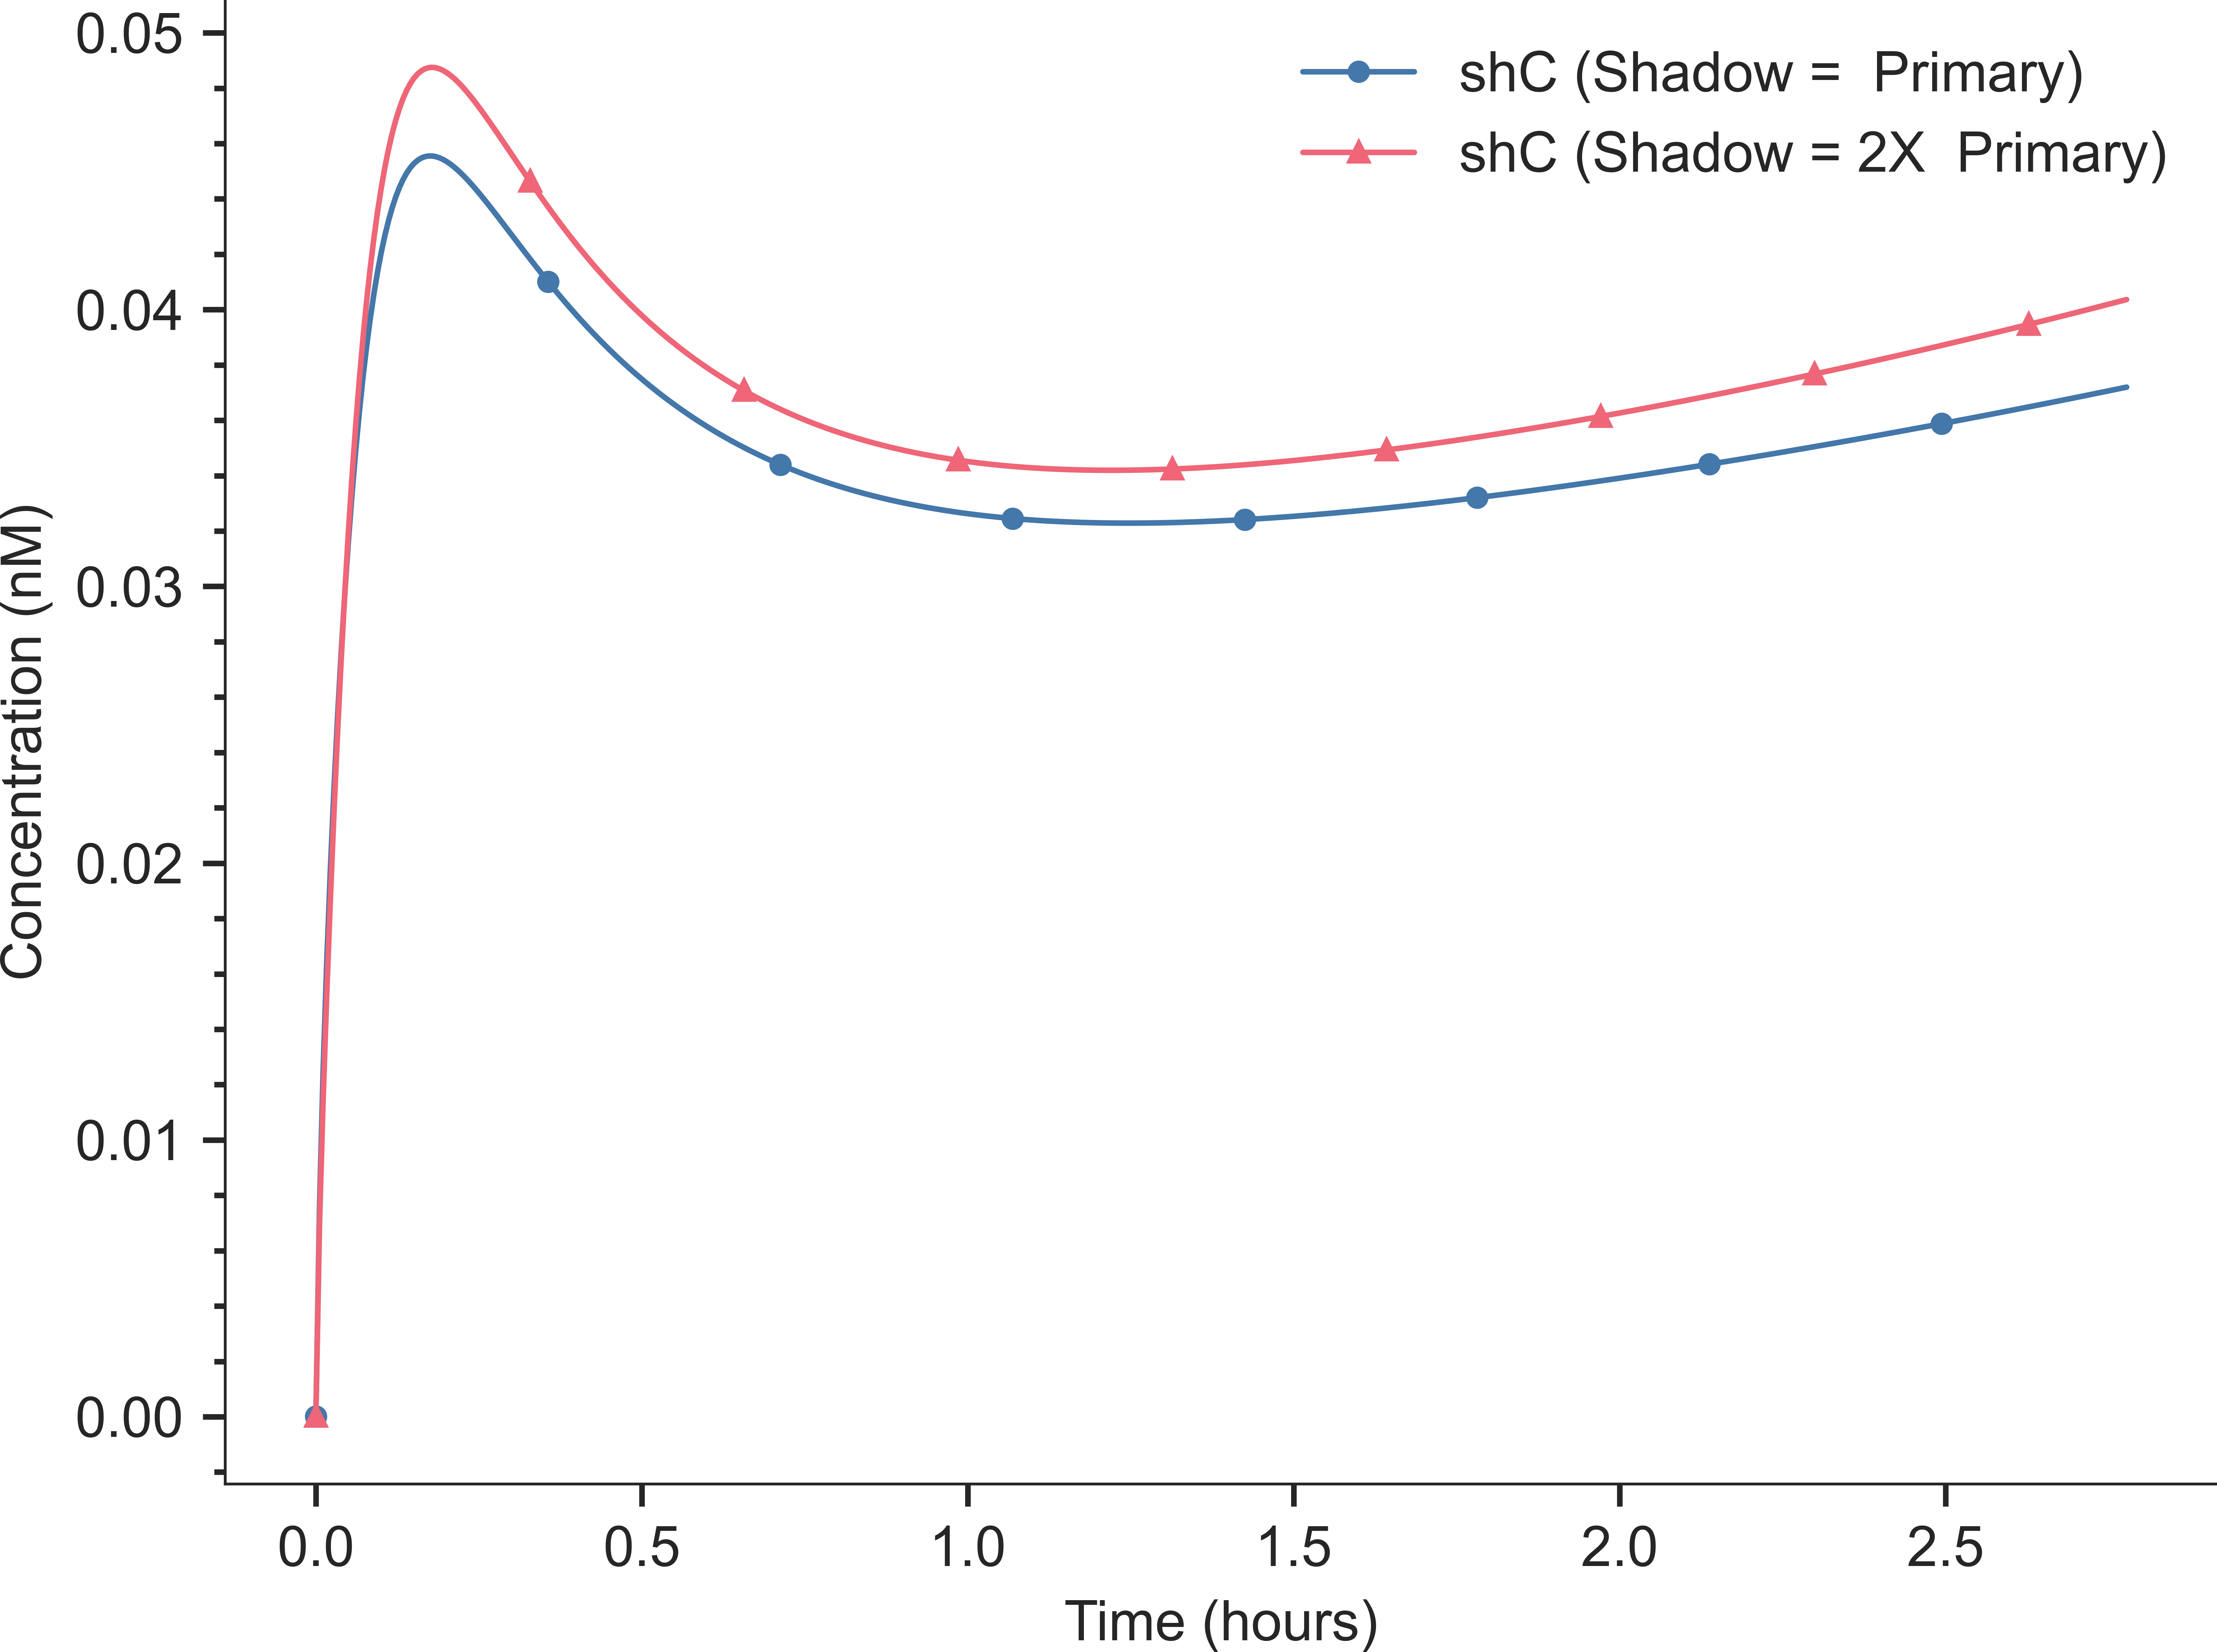 shC (Shadow =  Primary)
shC (Shadow = 2X  Primary)
Concentration (nM)
0.05
0.04
0.03
0.02
0.01
0.00
0.0 0.5 1.0 1.5 2.0 2.5
Time (hours)